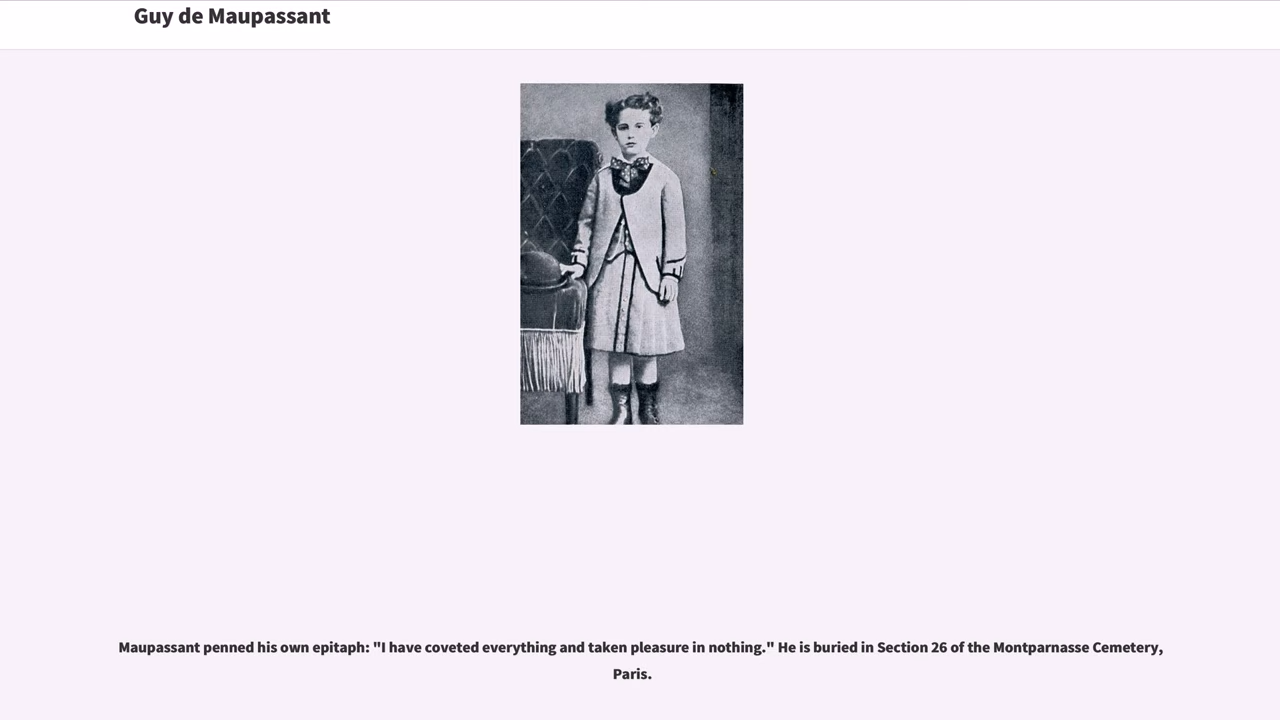 Guy de Maupassant
Maupassant penned his own epitaph: "I have coveted everything and taken pleasure in nothing." He is buried in Section 26 of the Montparnasse Cemetery,
Paris.